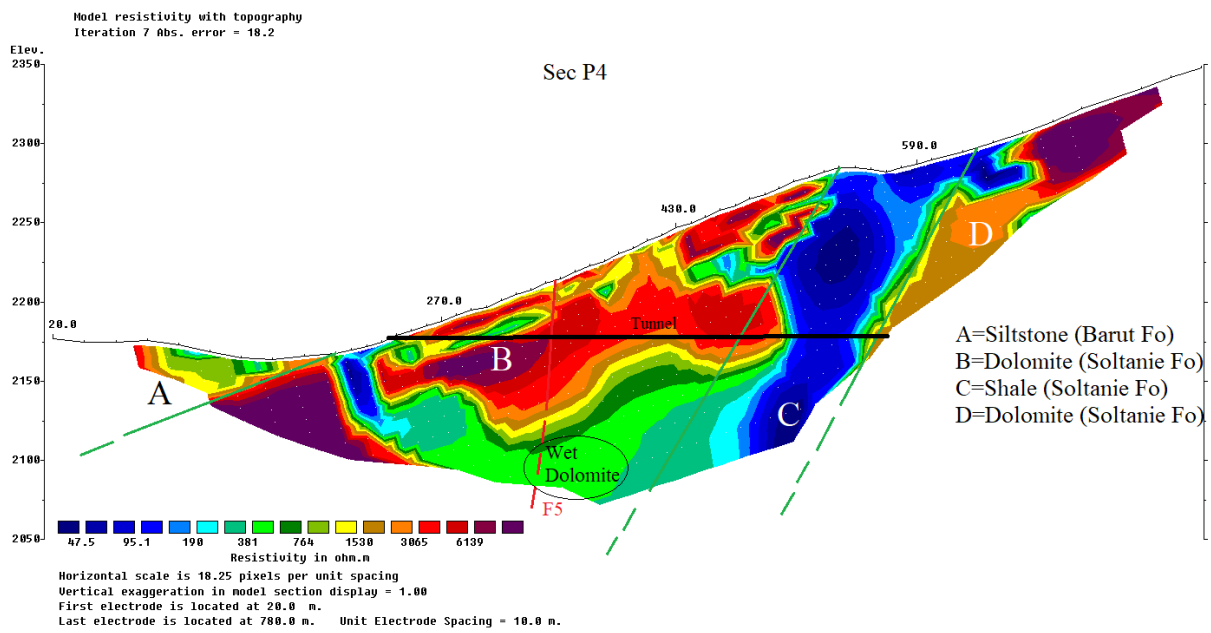 Model resistivity with topography
Iteration 7 Abs. error = 18.2
Elev.
Sec P4
2350
2300
2250
2200
2150
2100
2050
20.0
270.0
430.0
590.0
Tunnel
A
B
C
D
Wet
Dolomite
F5
A=Siltstone (Barut Fo)
B=Dolomite (Soltanie Fo)
C=Shale (Soltanie Fo)
D=Dolomite (Soltanie Fo)
47.5 95.1 190 381 764 1530 3065 6139
Resistivity in ohm.m
Horizontal scale is 18.25 pixels per unit spacing
Vertical exaggeration in model section display = 1.00
First electrode is located at 20.0 m.
Last electrode is located at 780.0 m. Unit Electrode Spacing = 10.0 m.